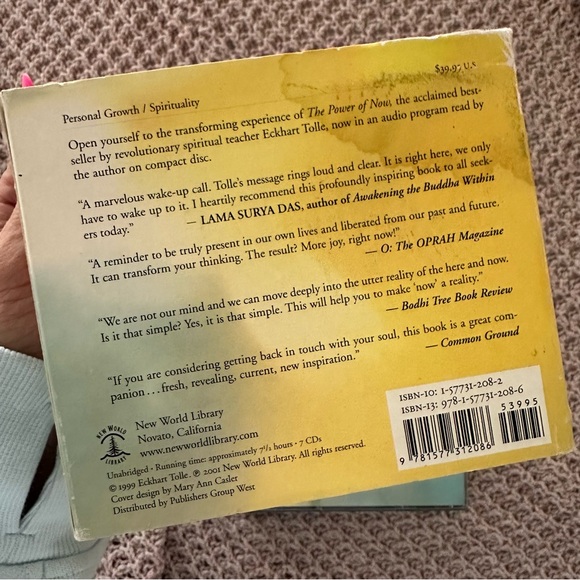 $39.95 U.S.
Personal Growth / Spirituality
Open yourself to the transforming experience of The Power of Now, the acclaimed best-
seller by revolutionary spiritual teacher Eckhart Tolle, now in an audio program read by
the author on compact disc.
“A marvelous wake-up call. Tolle’s message rings loud and clear. It is right here, we only
have to wake up to it. I heartily recommend this profoundly inspiring book to all seek-
ers today.”
— LAMA SURYA DAS, author of Awakening the Buddha Within
“A reminder to be truly present in our own lives and liberated from our past and future.
It can transform your thinking. The result? More joy, right now!”
— O: The OPRAH Magazine
“We are not our mind and we can move deeply into the utter reality of the here and now.
Is it that simple? Yes, it is that simple. This will help you to make ‘now’ a reality.”
— Bodhi Tree Book Review
“If you are considering getting back in touch with your soul, this book is a great com-
panion . . . fresh, revealing, current, new inspiration.”
— Common Ground
NEW WORLD
LIBRARY
New World Library
Novato, California
www.newworldlibrary.com
Unabridged • Running time: approximately 7½ hours • 7 CDs
© 1999 Eckhart Tolle. ℗ 2001 New World Library. All rights reserved.
Cover design by Mary Ann Casler
Distributed by Publishers Group West
ISBN-10: 1-57731-208-2
ISBN-13: 978-1-57731-208-6
53995
9 781577 312086